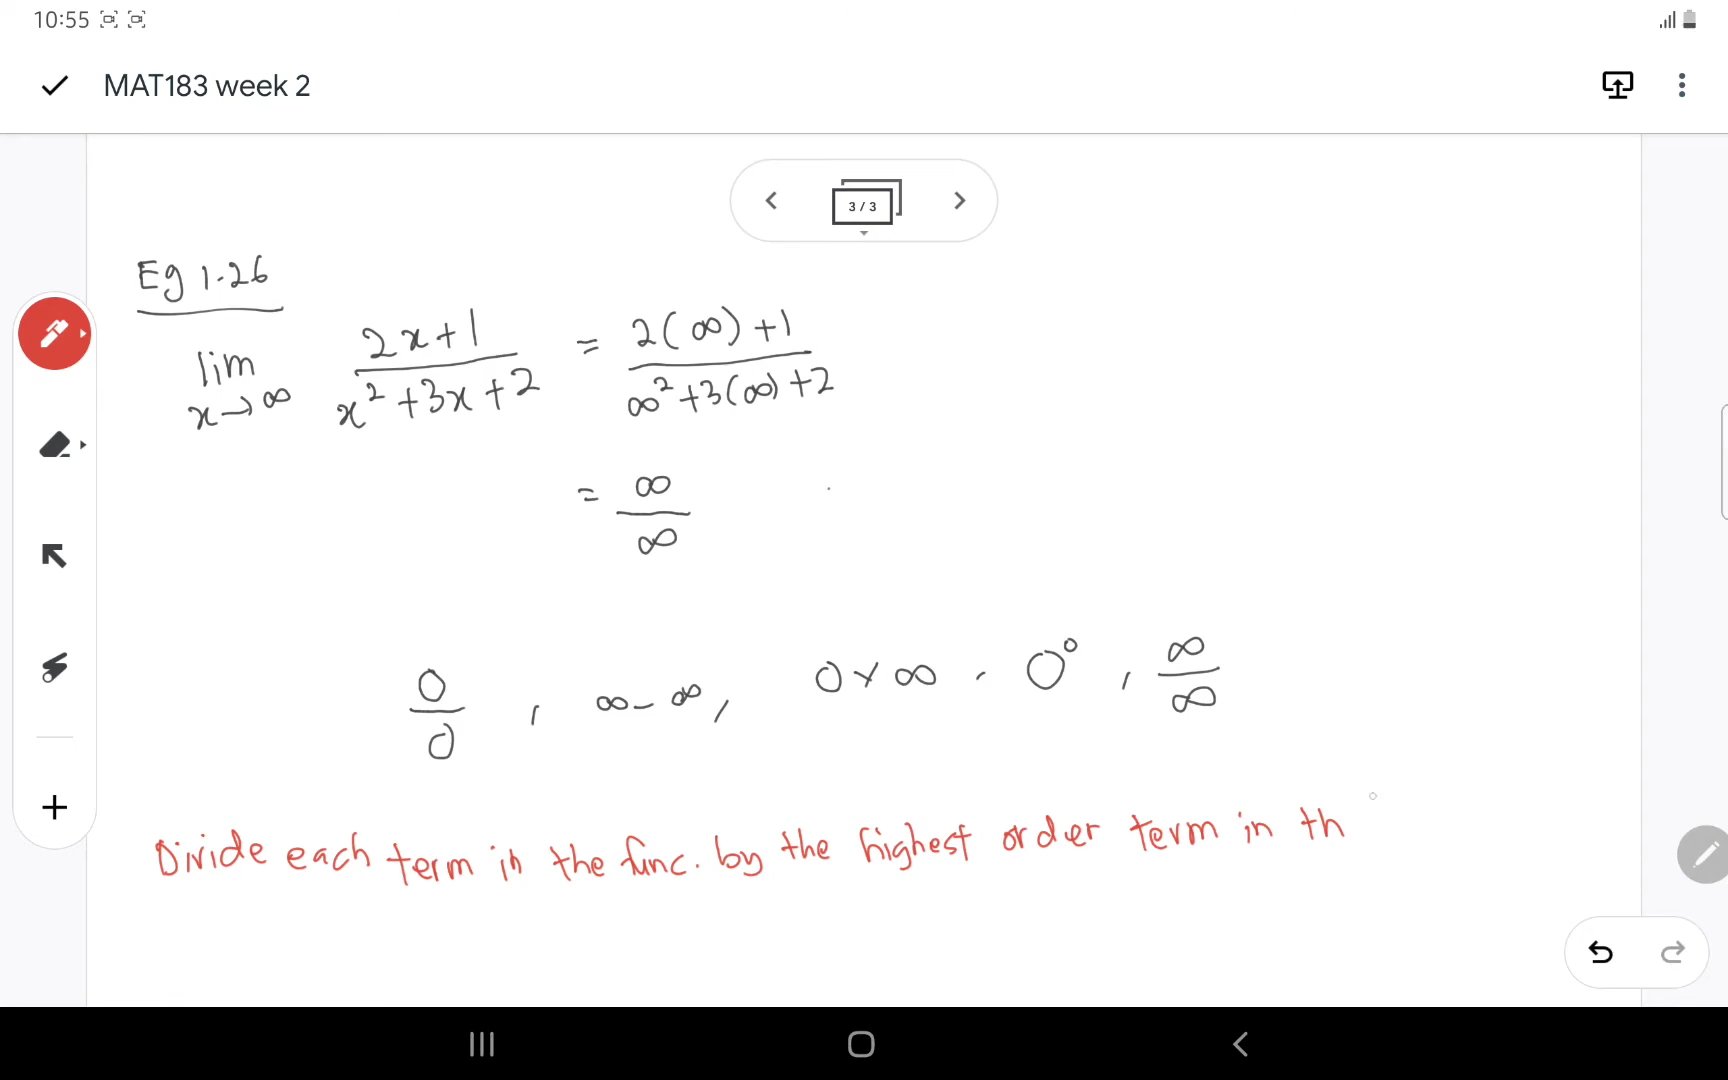 10:55
MAT183 week 2
3 / 3
Eg 1.26
lim x→∞ (2x+1)/(x²+3x+2) = (2(∞)+1)/(∞²+3(∞)+2)
= ∞/∞
0/0 , ∞-∞, 0×∞ , 0⁰ , ∞/∞
Divide each term in the func. by the highest order term in th